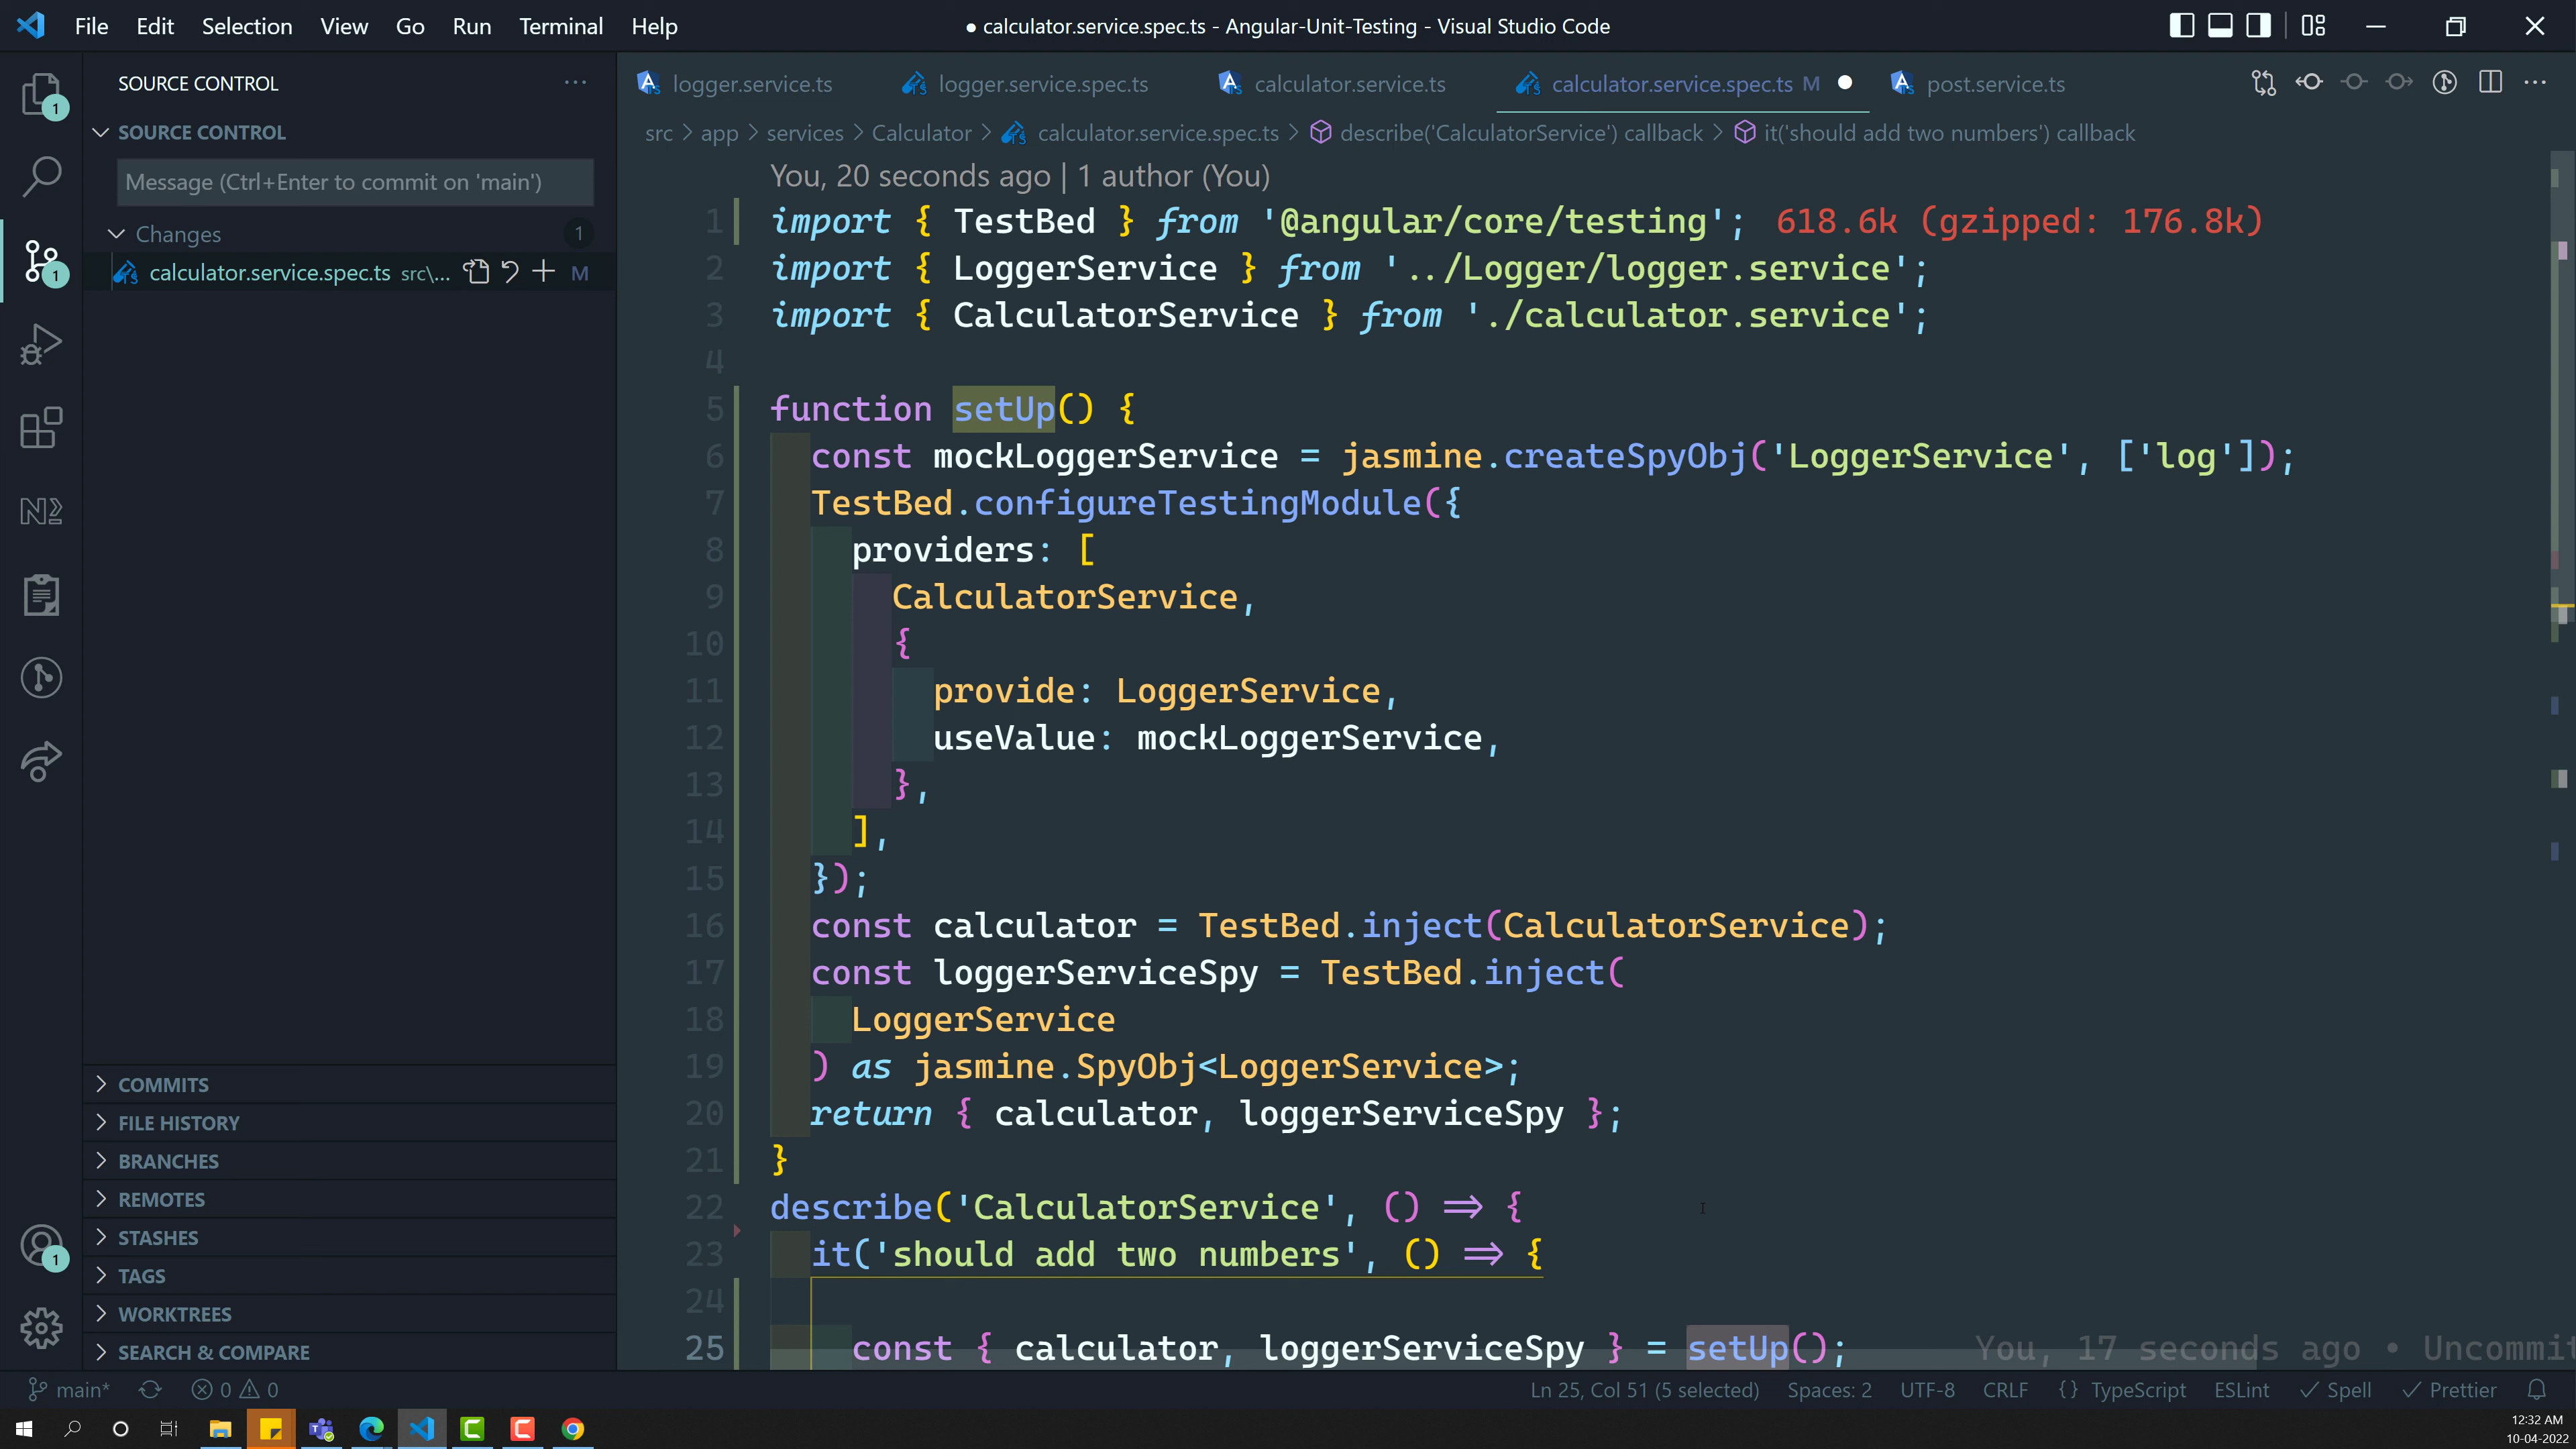 File Edit Selection View Go Run Terminal Help
● calculator.service.spec.ts - Angular-Unit-Testing - Visual Studio Code
SOURCE CONTROL
logger.service.ts
logger.service.spec.ts
calculator.service.ts
calculator.service.spec.ts M
post.service.ts
src > app > services > Calculator > calculator.service.spec.ts > describe('CalculatorService') callback > it('should add two numbers') callback
SOURCE CONTROL
Message (Ctrl+Enter to commit on 'main')
Changes 1
calculator.service.spec.ts src\... M
1
1
1
COMMITS
FILE HISTORY
BRANCHES
REMOTES
STASHES
TAGS
WORKTREES
SEARCH & COMPARE
You, 20 seconds ago | 1 author (You)
1 import { TestBed } from '@angular/core/testing'; 618.6k (gzipped: 176.8k)
2 import { LoggerService } from '../Logger/logger.service';
3 import { CalculatorService } from './calculator.service';
4
5 function setUp() {
6 const mockLoggerService = jasmine.createSpyObj('LoggerService', ['log']);
7 TestBed.configureTestingModule({
8 providers: [
9 CalculatorService,
10 {
11 provide: LoggerService,
12 useValue: mockLoggerService,
13 },
14 ],
15 });
16 const calculator = TestBed.inject(CalculatorService);
17 const loggerServiceSpy = TestBed.inject(
18 LoggerService
19 ) as jasmine.SpyObj<LoggerService>;
20 return { calculator, loggerServiceSpy };
21 }
22 describe('CalculatorService', () => {
23 it('should add two numbers', () => {
24
25 const { calculator, loggerServiceSpy } = setUp(); You, 17 seconds ago • Uncommit
main* 0 0 Ln 25, Col 51 (5 selected) Spaces: 2 UTF-8 CRLF {} TypeScript ESLint ✓ Spell ✓ Prettier
12:32 AM
10-04-2022